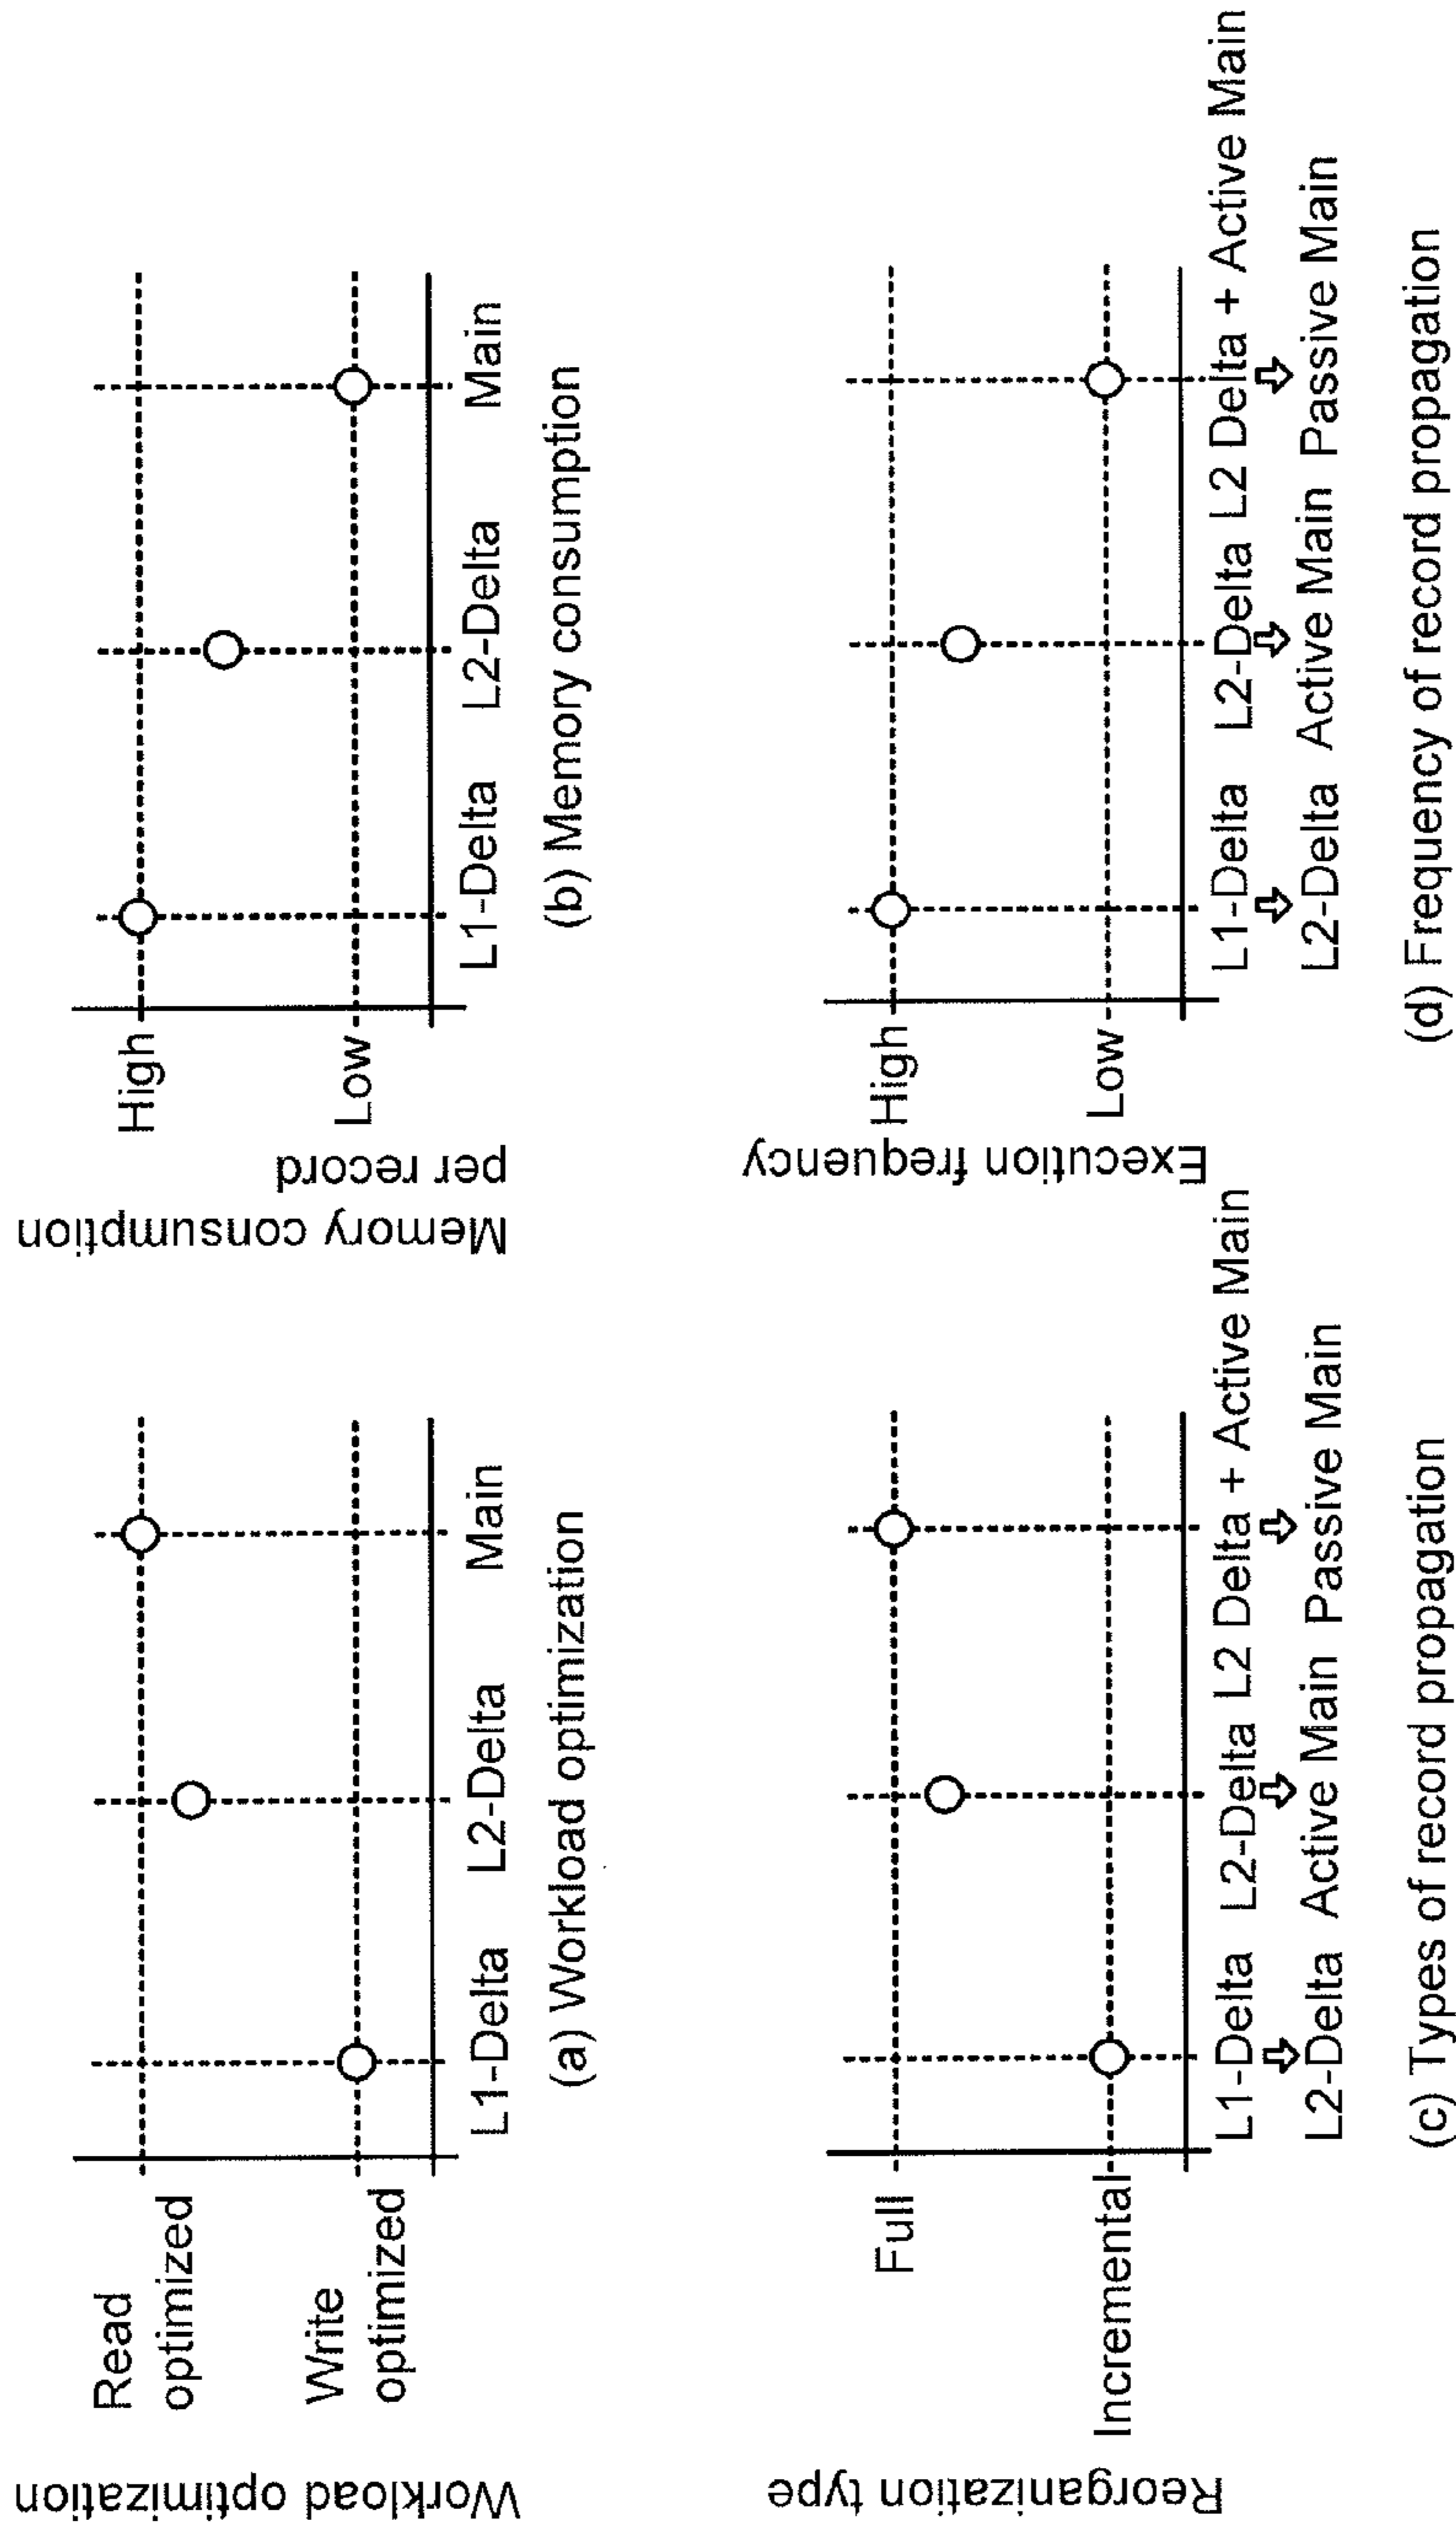 Workload optimization
Read
optimized
Write
optimized
L1-Delta L2-Delta Main
(a) Workload optimization
Memory consumption
per record
High
Low
L1-Delta L2-Delta Main
(b) Memory consumption
Reorganization type
Full
Incremental
L1-Delta L2-Delta L2 Delta + Active Main
L2-Delta Active Main Passive Main
(c) Types of record propagation
Execution frequency
High
Low
L1-Delta L2-Delta L2 Delta + Active Main
L2-Delta Active Main Passive Main
(d) Frequency of record propagation